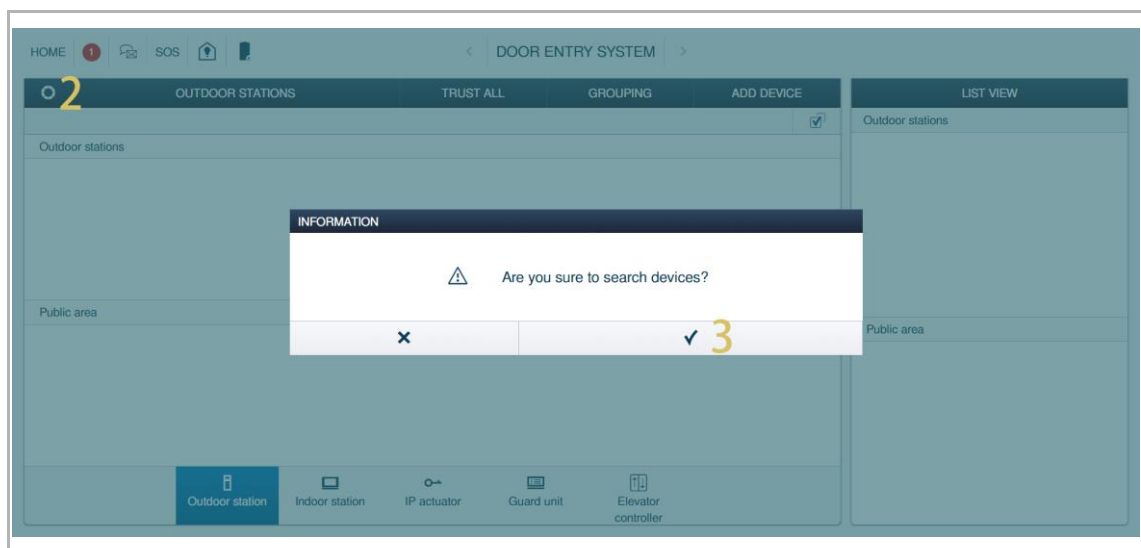 HOME 1 SOS < DOOR ENTRY SYSTEM >
2 OUTDOOR STATIONS TRUST ALL GROUPING ADD DEVICE LIST VIEW
Outdoor stations
Outdoor stations
INFORMATION
Are you sure to search devices?
Public area
3
Public area
Outdoor station Indoor station IP actuator Guard unit Elevator
controller